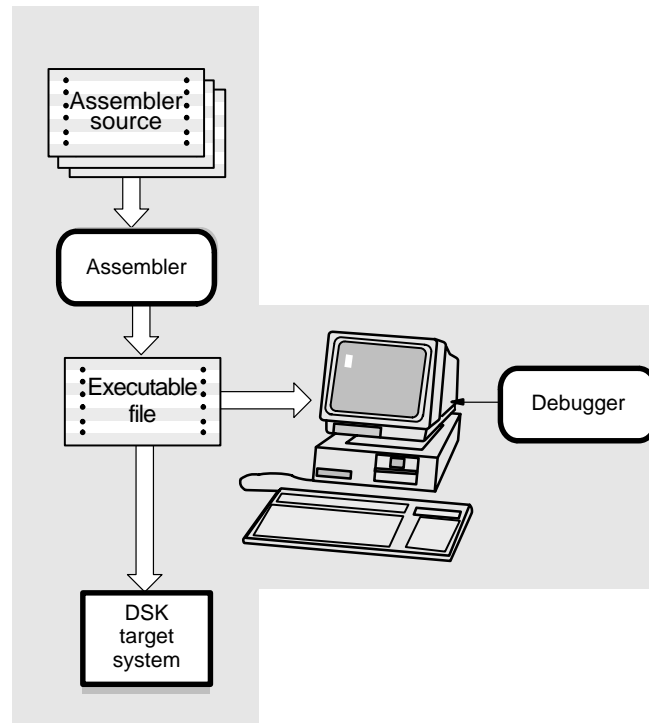 Assembler
source
Assembler
Executable
file
Debugger
DSK
target
system